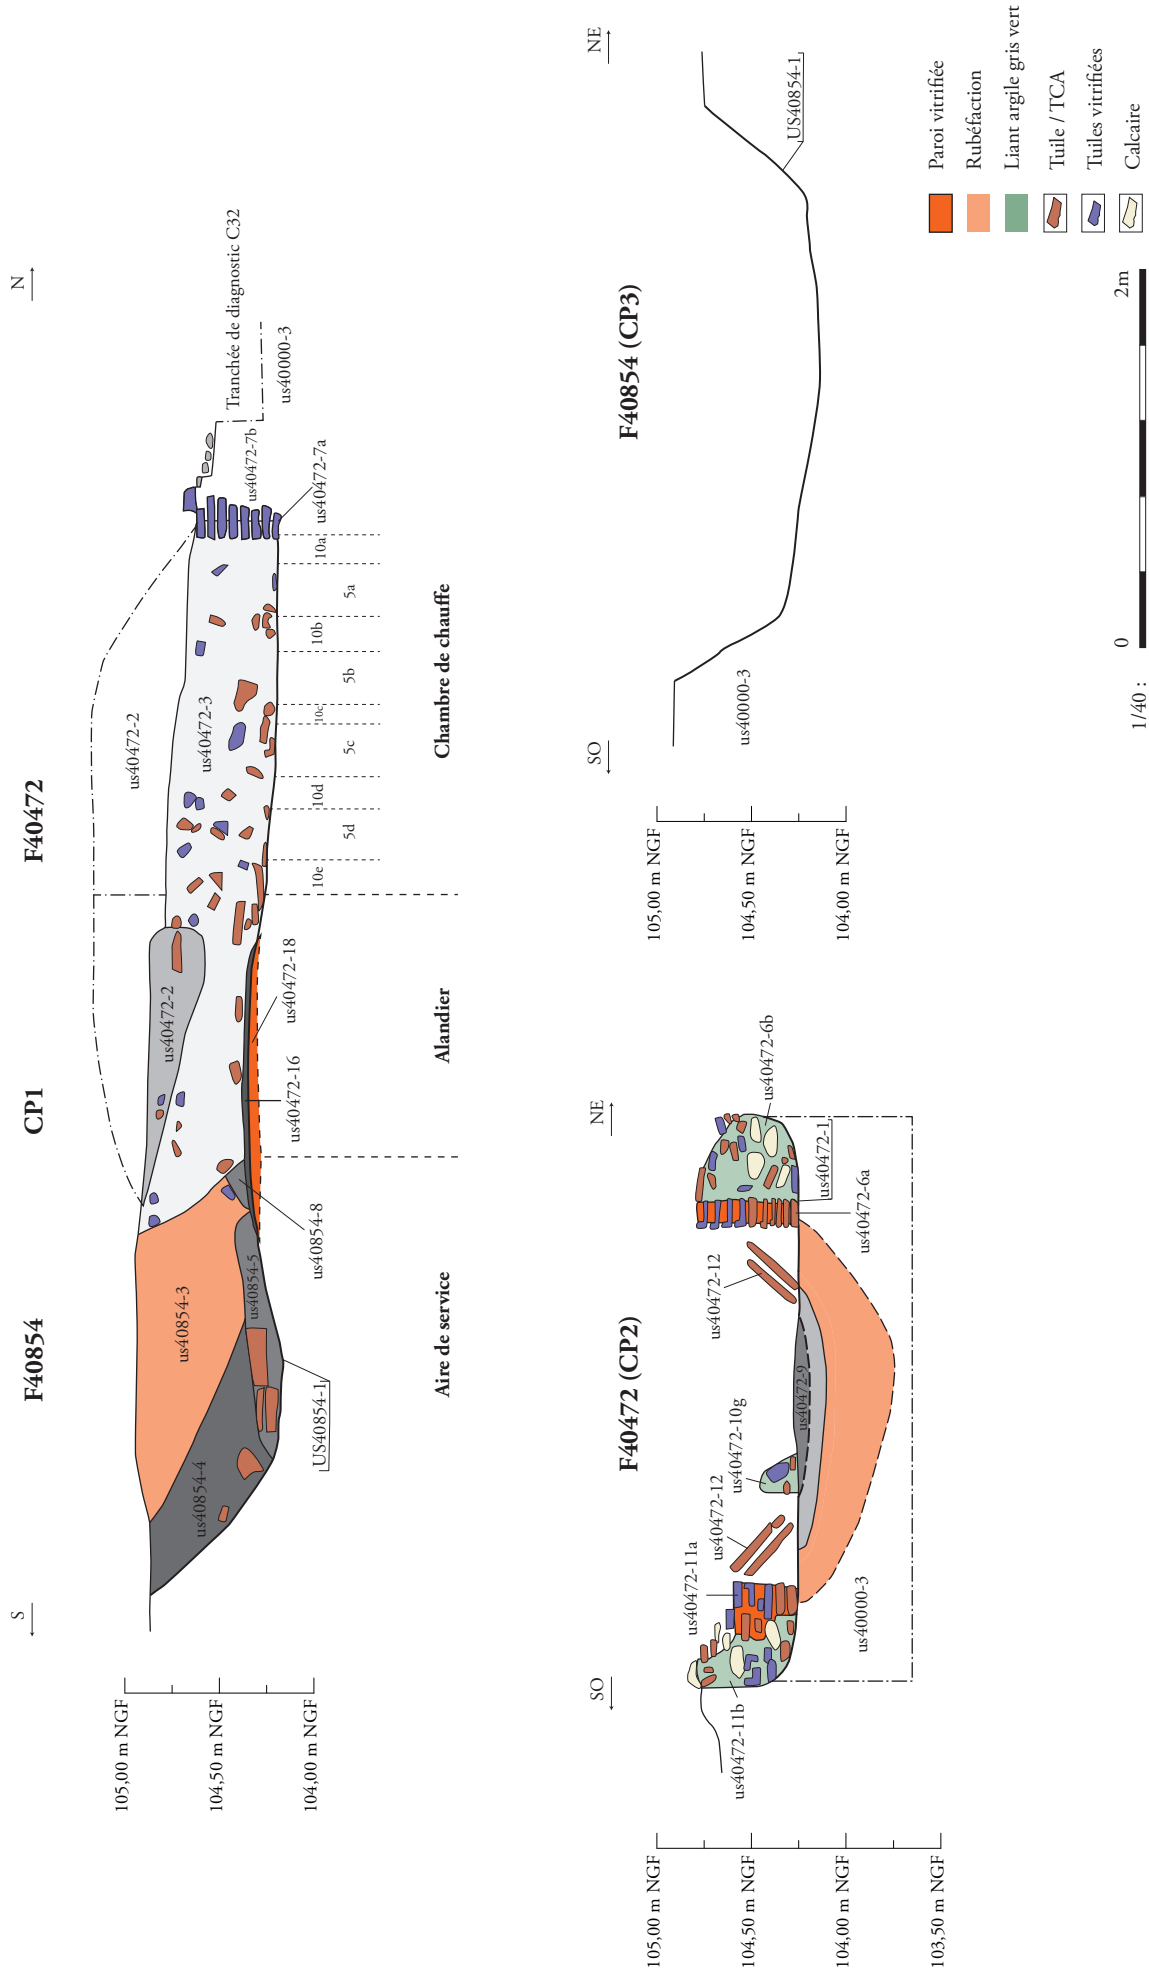 F40854
CP1
F40472
S
N
105,00 m NGF
104,50 m NGF
104,00 m NGF
us40854-4
us40854-3
us40854-5
US40854-1
us40854-8
us40472-16
us40472-18
us40472-2
us40472-2
us40472-3
Tranchée de diagnostic C32
us40000-3
us40472-7b
us40472-7a
10e
5d
10d
5c
10c
5b
10b
5a
10a
Aire de service
Alandier
Chambre de chauffe
F40472 (CP2)
SO
NE
105,00 m NGF
104,50 m NGF
104,00 m NGF
103,50 m NGF
us40472-11b
us40472-11a
us40472-12
us40472-10g
us40472-12
us40472-9
us40472-6b
us40472-1
us40472-6a
us40000-3
F40854 (CP3)
SO
NE
105,00 m NGF
104,50 m NGF
104,00 m NGF
us40000-3
US40854-1
Paroi vitrifiée
Rubéfaction
Liant argile gris vert
Tuile / TCA
Tuiles vitrifiées
Calcaire
1/40 :
0
2m